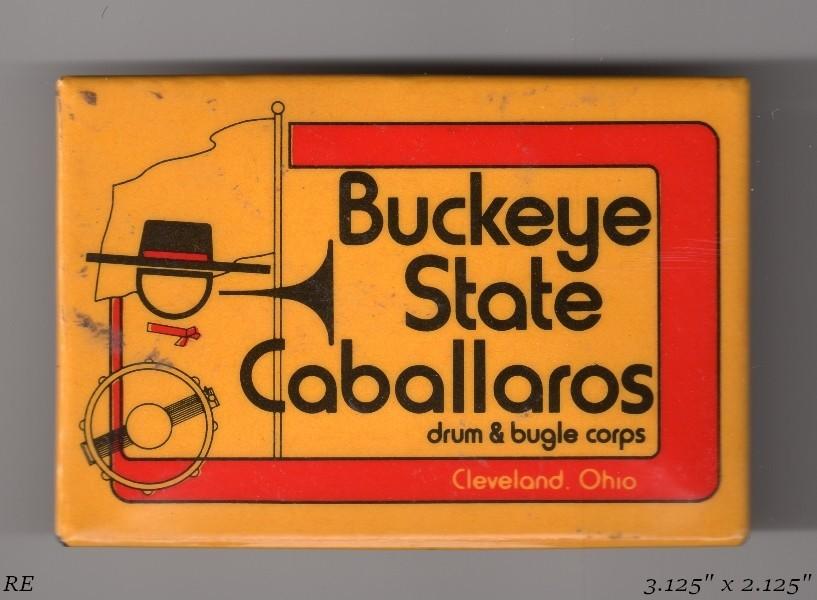 Buckeye
State
Caballaros
drum & bugle corps
Cleveland. Ohio
RE
3.125" x 2.125"